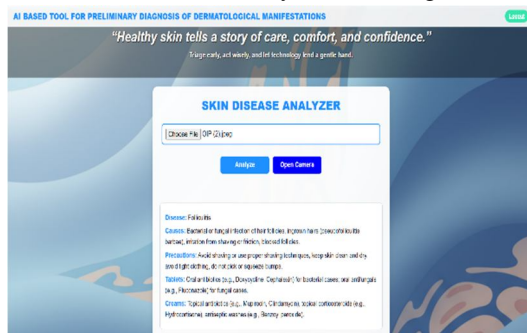 AI BASED TOOL FOR PRELIMINARY DIAGNOSIS OF DERMATOLOGICAL MANIFESTATIONS
Logout
“Healthy skin tells a story of care, comfort, and confidence.”
Triage early, act wisely, and let technology lend a gentle hand.
SKIN DISEASE ANALYZER
Choose File OIP (2).jpeg
Analyze Open Camera
Disease: Folliculitis
Causes: Bacterial or fungal infection of hair follicles, ingrown hairs (pseudofolliculitis
barbae), irritation from shaving or friction, blocked follicles.
Precautions: Avoid shaving or use proper shaving techniques, keep skin clean and dry
avoid tight clothing, do not pick or squeeze bumps.
Tablets: Oral antibiotics (e.g., Doxycycline, Cephalexin) for bacterial cases, oral antifungals
(e.g., Fluconazole) for fungal cases.
Creams: Topical antibiotics (e.g., Mupirocin, Clindamycin), topical corticosteroids (e.g.,
Hydrocortisone), antiseptic washes (e.g., Benzoyl peroxide).